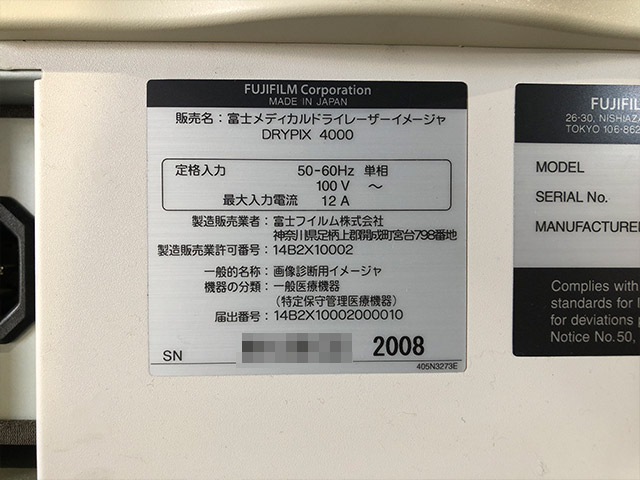 FUJIFILM Corporation
MADE IN JAPAN
販売名：富士メディカルドライレーザーイメージャ
DRYPIX 4000
定格入力 50-60Hz 単相
100 V ～
最大入力電流 12 A
製造販売業者：富士フイルム株式会社
神奈川県足柄上郡開成町宮台798番地
製造販売業許可番号：14B2X10002
一般的名称：画像診断用イメージャ
機器の分類：一般医療機器
（特定保守管理医療機器）
届出番号：14B2X10002000010
SN 2008
405N3273E
FUJIFI
26-30, NISHIAZA
TOKYO 106-862
MODEL
SERIAL No.
MANUFACTURE
Complies with
standards for l
for deviations p
Notice No.50,